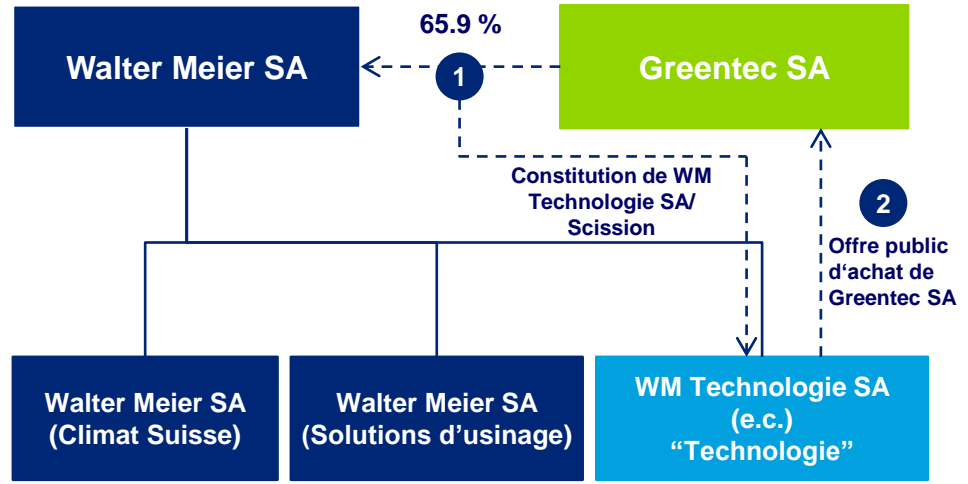 65.9 %
Walter Meier SA
1
Greentec SA
Constitution de WM
Technologie SA/
Scission
2
Offre public
d‘achat de
Greentec SA
Walter Meier SA
(Climat Suisse)
Walter Meier SA
(Solutions d’usinage)
WM Technologie SA
(e.c.)
“Technologie”